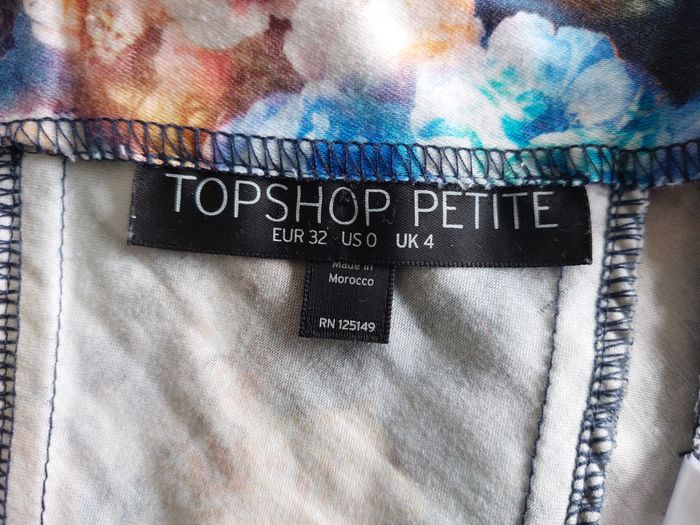 TOPSHOP PETITE
EUR 32 US 0 UK 4
Made in
Morocco
RN 125149